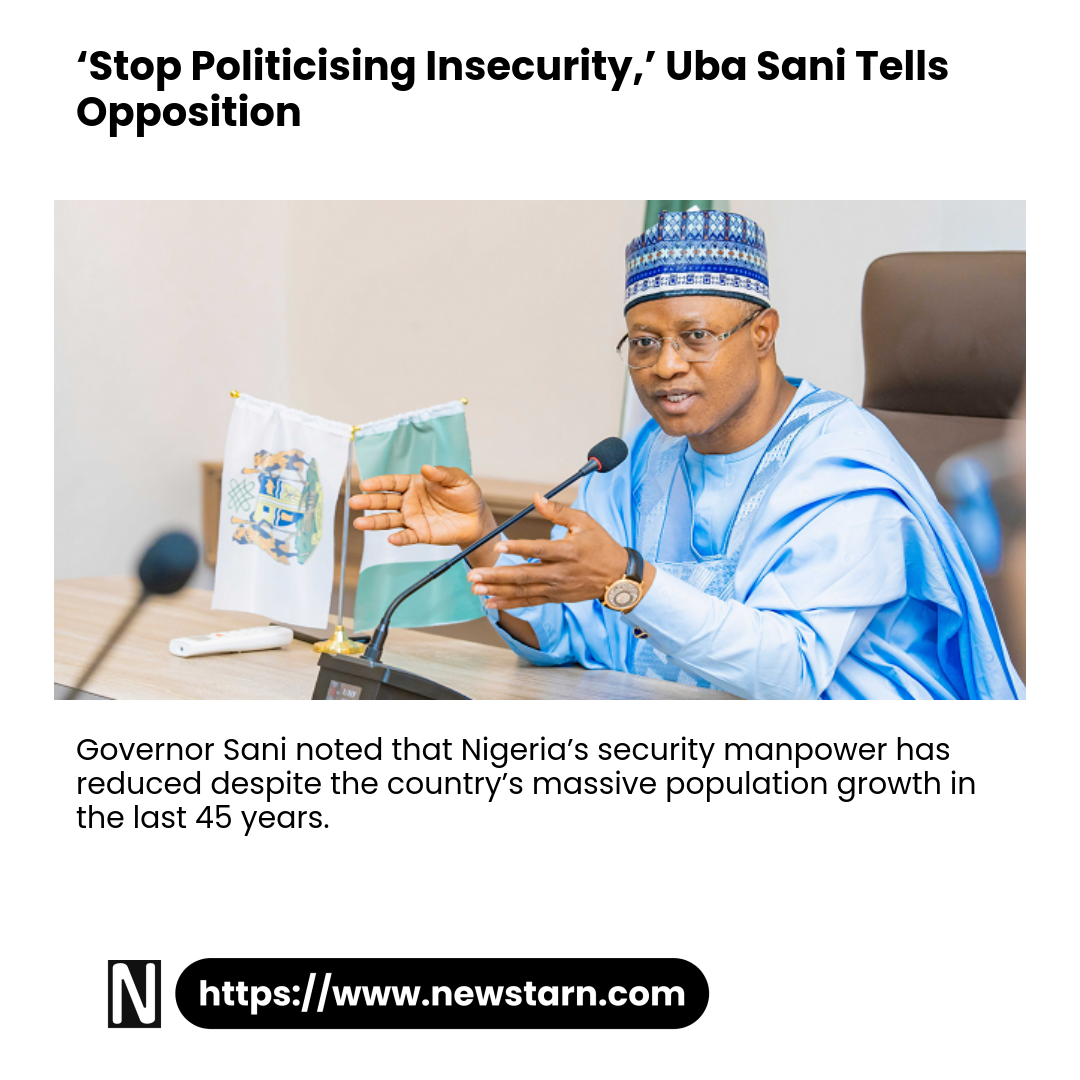 ‘Stop Politicising Insecurity,’ Uba Sani Tells
Opposition
Governor Sani noted that Nigeria’s security manpower has
reduced despite the country’s massive population growth in
the last 45 years.
N
https://www.newstarn.com